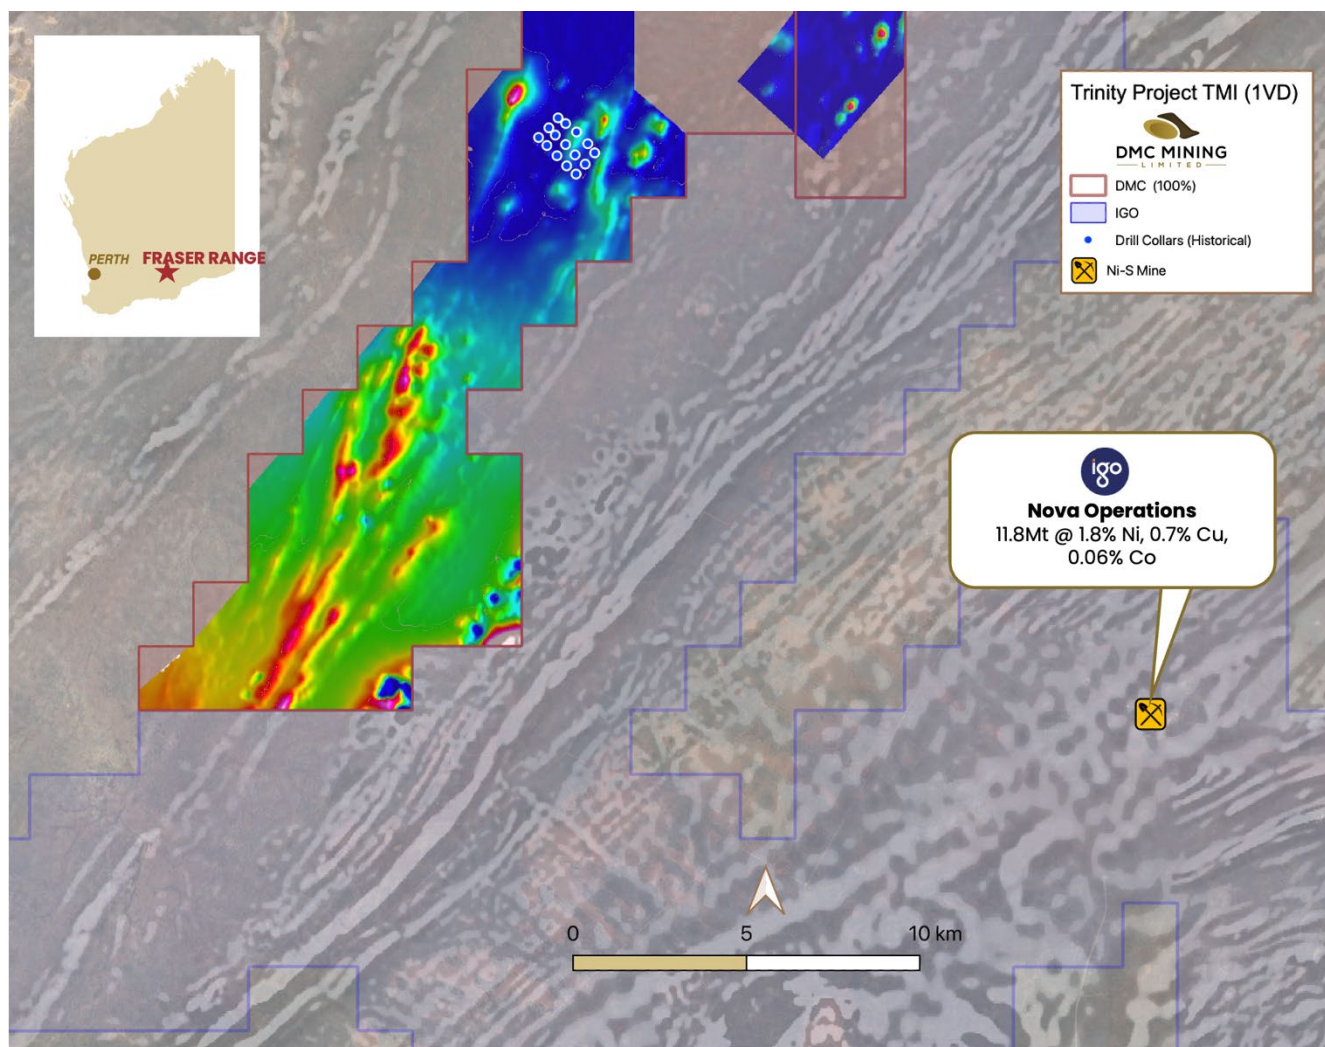 PERTH
FRASER RANGE
Trinity Project TMI (1VD)
DMC MINING
LIMITED
DMC (100%)
IGO
Drill Collars (Historical)
Ni-S Mine
igo
Nova Operations
11.8Mt @ 1.8% Ni, 0.7% Cu,
0.06% Co
0 5 10 km